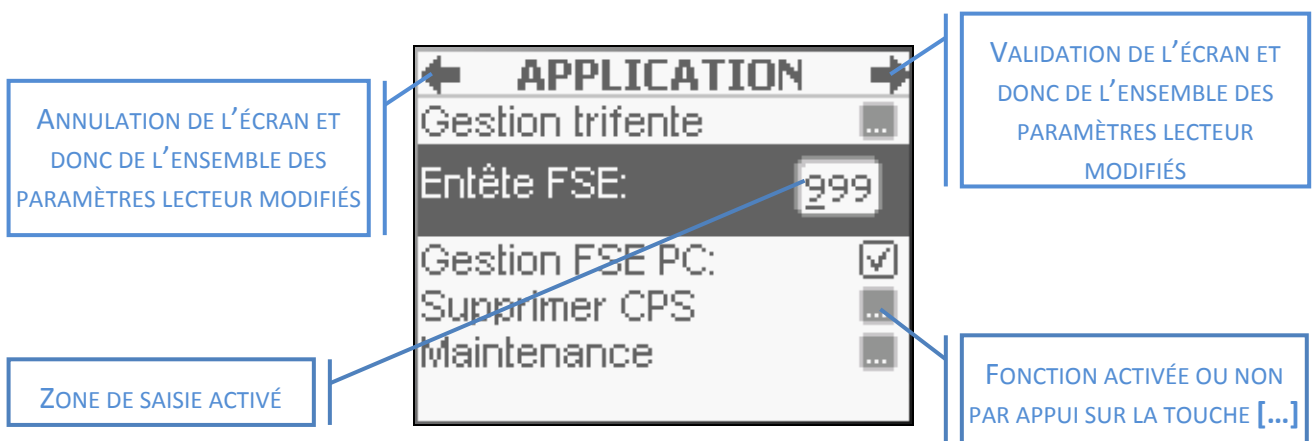 ANNULATION DE L'ÉCRAN ET
DONC DE L'ENSEMBLE DES
PARAMÈTRES LECTEUR MODIFIÉS
ZONE DE SAISIE ACTIVÉ
APPLICATION
Gestion trifente ...
Entête FSE: 999
Gestion FSE PC:
Supprimer CPS ...
Maintenance ...
VALIDATION DE L'ÉCRAN ET
DONC DE L'ENSEMBLE DES
PARAMÈTRES LECTEUR
MODIFIÉS
FONCTION ACTIVÉE OU NON
PAR APPUI SUR LA TOUCHE [...]